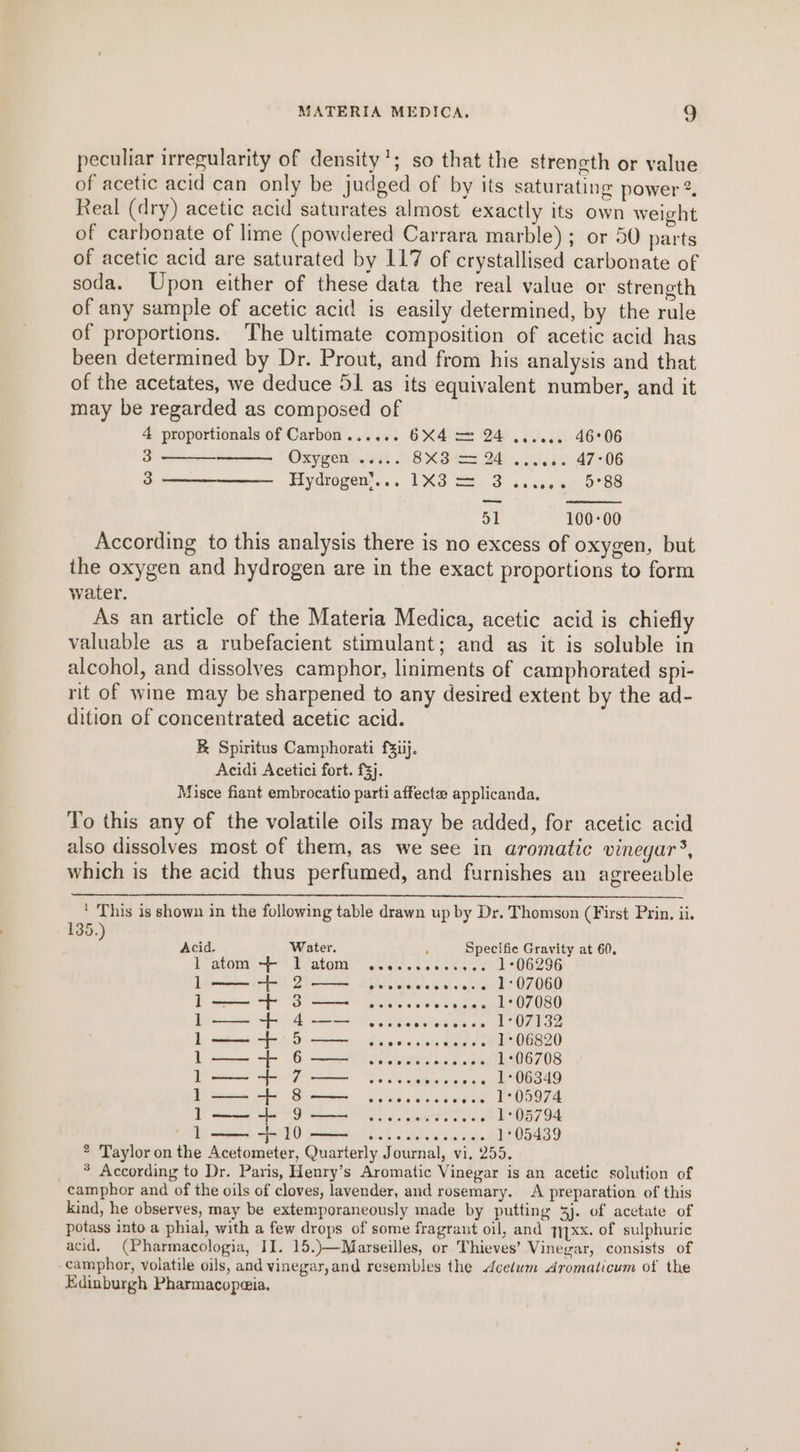 MATERIA MEDICA. 9
peculiar irregularity of density¹; so that the strength or value
of acetic acid can only be judged of by its saturating power².
Real (dry) acetic acid saturates almost exactly its own weight
of carbonate of lime (powdered Carrara marble); or 50 parts
of acetic acid are saturated by 117 of crystallised carbonate of
soda. Upon either of these data the real value or strength
of any sample of acetic acid is easily determined, by the rule
of proportions. The ultimate composition of acetic acid has
been determined by Dr. Prout, and from his analysis and that
of the acetates, we deduce 51 as its equivalent number, and it
may be regarded as composed of
4 proportionals of Carbon...... 6×4 = 24 ...... 46·06
3 ———— Oxygen ..... 8×3 = 24 ...... 47·06
3 ———— Hydrogen... 1×3 = 3 ...... 5·88
51 100·00
According to this analysis there is no excess of oxygen, but
the oxygen and hydrogen are in the exact proportions to form
water.
As an article of the Materia Medica, acetic acid is chiefly
valuable as a rubefacient stimulant; and as it is soluble in
alcohol, and dissolves camphor, liniments of camphorated spi-
rit of wine may be sharpened to any desired extent by the ad-
dition of concentrated acetic acid.
℞ Spiritus Camphorati fʒiij.
Acidi Acetici fort. fʒj.
Misce fiant embrocatio parti affectæ applicanda.
To this any of the volatile oils may be added, for acetic acid
also dissolves most of them, as we see in aromatic vinegar³,
which is the acid thus perfumed, and furnishes an agreeable
¹ This is shown in the following table drawn up by Dr. Thomson (First Prin. ii.
135.)
Acid. Water. Specific Gravity at 60.
1 atom + 1 atom ............. 1·06296
1 —— + 2 —— ............. 1·07060
1 —— + 3 —— ............. 1·07080
1 —— + 4 —— ............. 1·07132
1 —— + 5 —— ............. 1·06820
1 —— + 6 —— ............. 1·06708
1 —— + 7 —— ............. 1·06349
1 —— + 8 —— ............. 1·05974
1 —— + 9 —— ............. 1·05794
1 —— + 10 —— ............. 1·05439
² Taylor on the Acetometer, Quarterly Journal, vi. 255.
³ According to Dr. Paris, Henry's Aromatic Vinegar is an acetic solution of
camphor and of the oils of cloves, lavender, and rosemary. A preparation of this
kind, he observes, may be extemporaneously made by putting ʒj. of acetate of
potass into a phial, with a few drops of some fragrant oil, and ♏xx. of sulphuric
acid. (Pharmacologia, II. 15.)—Marseilles, or Thieves' Vinegar, consists of
camphor, volatile oils, and vinegar, and resembles the Acetum Aromaticum of the
Edinburgh Pharmacopœia.